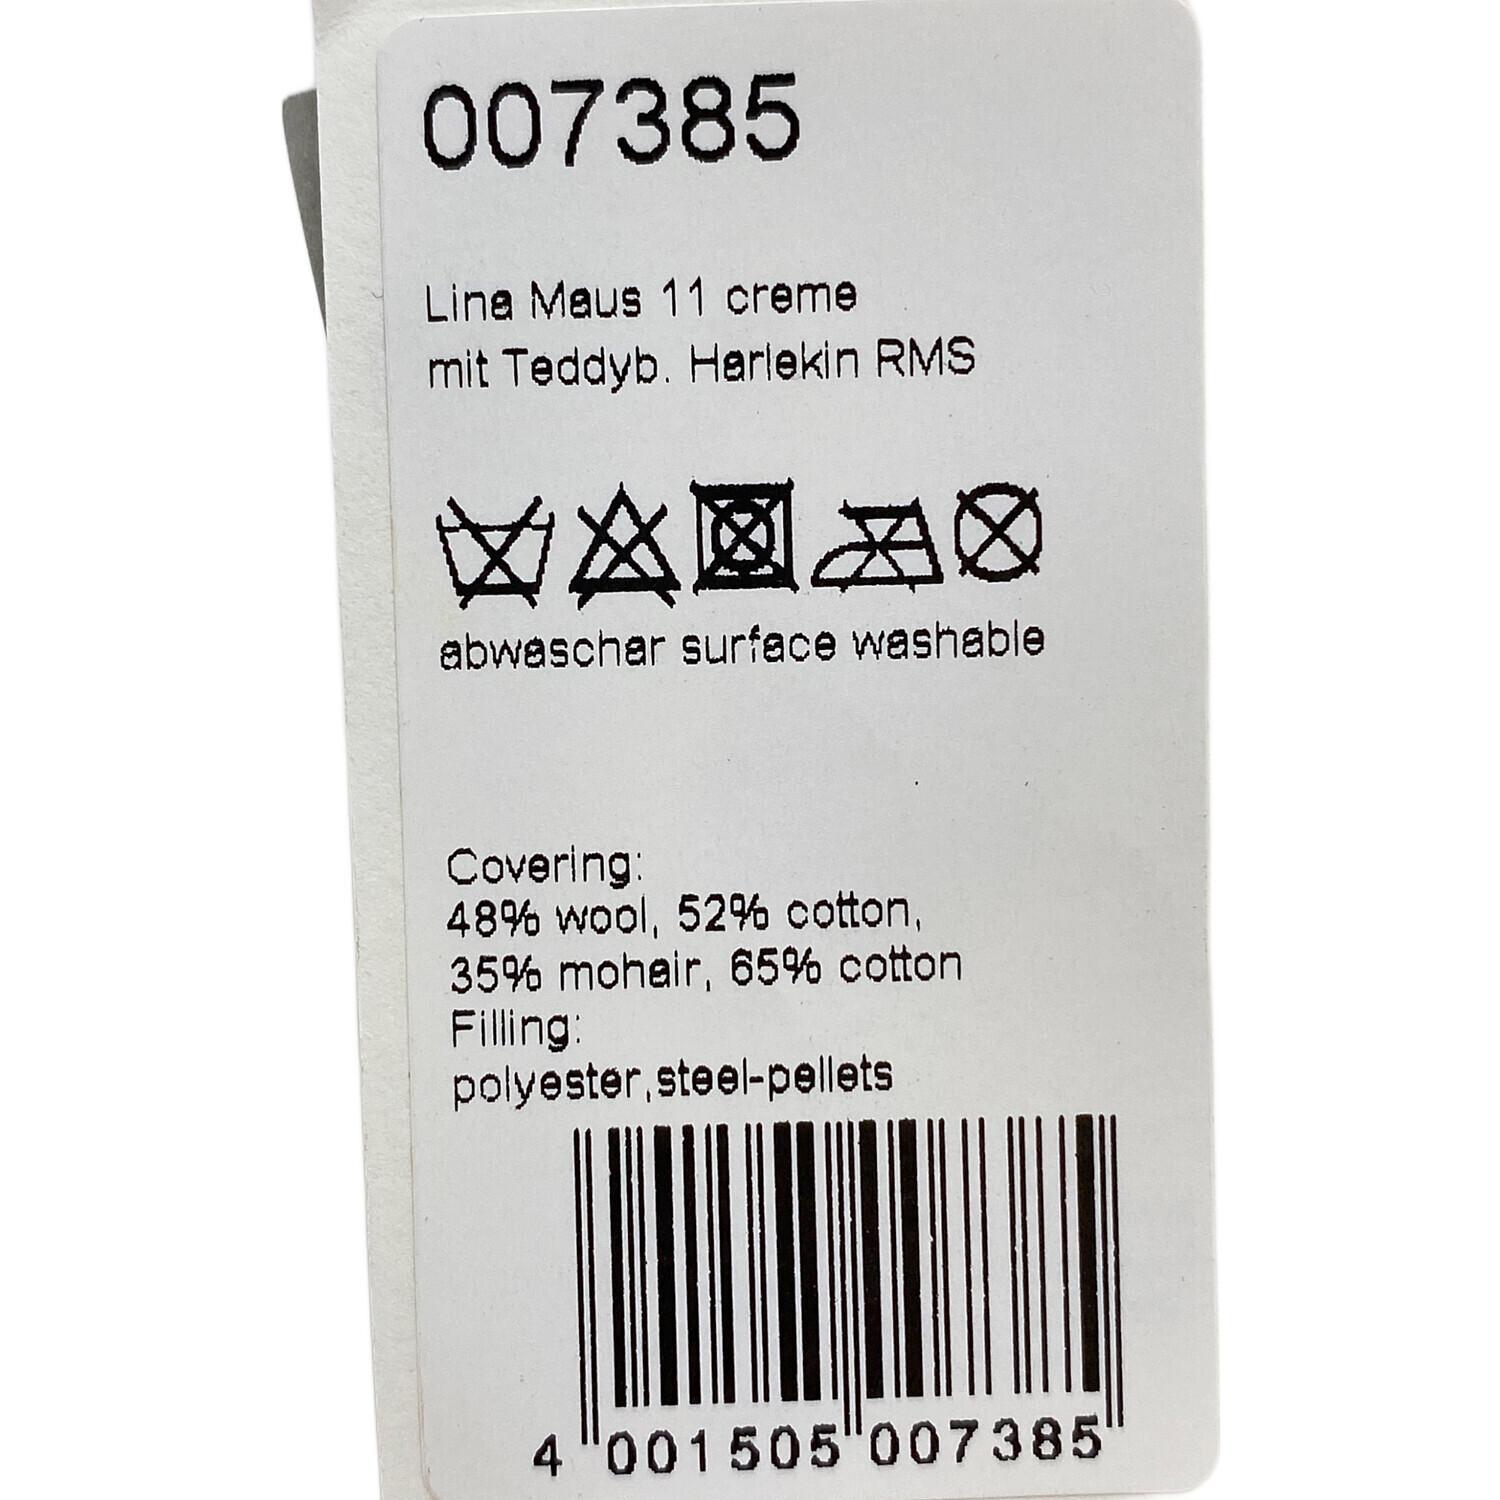 007385
Lina Maus 11 creme
mit Teddyb. Harlekin RMS
abwaschar surface washable
Covering:
48% wool, 52% cotton,
35% mohair, 65% cotton
Filling:
polyester,steel-pellets
4 001505 007385